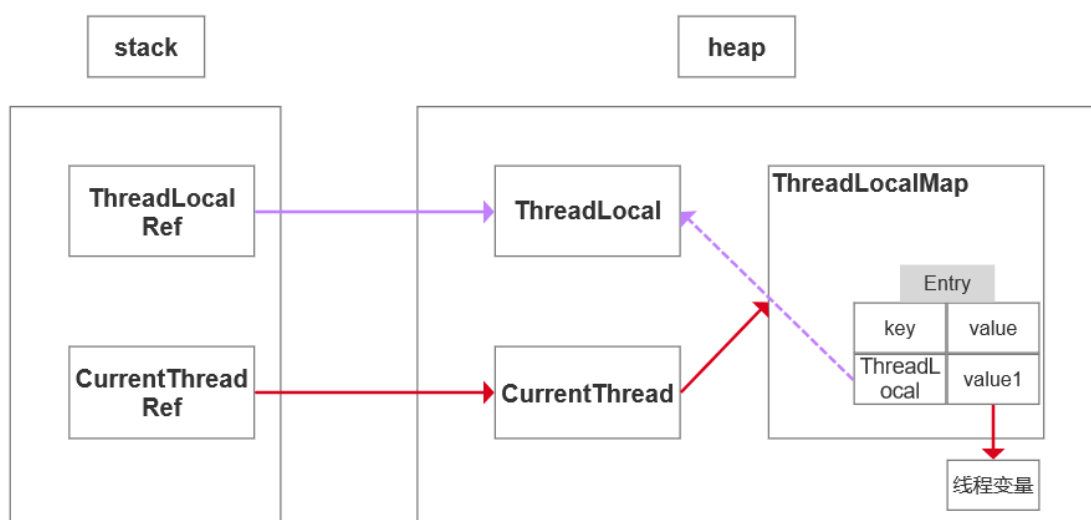 stack
heap
ThreadLocal
Ref
ThreadLocal
ThreadLocalMap
Entry
key
value
ThreadL
ocal
value1
CurrentThread
Ref
CurrentThread
线程变量